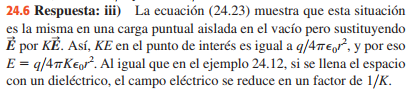 24.6 Respuesta: iii) La ecuación (24.23) muestra que esta situación
es la misma en una carga puntual aislada en el vacío pero sustituyendo
E⃗ por KE⃗. Así, KE en el punto de interés es igual a q/4πϵ₀r², y por eso
E = q/4πKϵ₀r². Al igual que en el ejemplo 24.12, si se llena el espacio
con un dieléctrico, el campo eléctrico se reduce en un factor de 1/K.